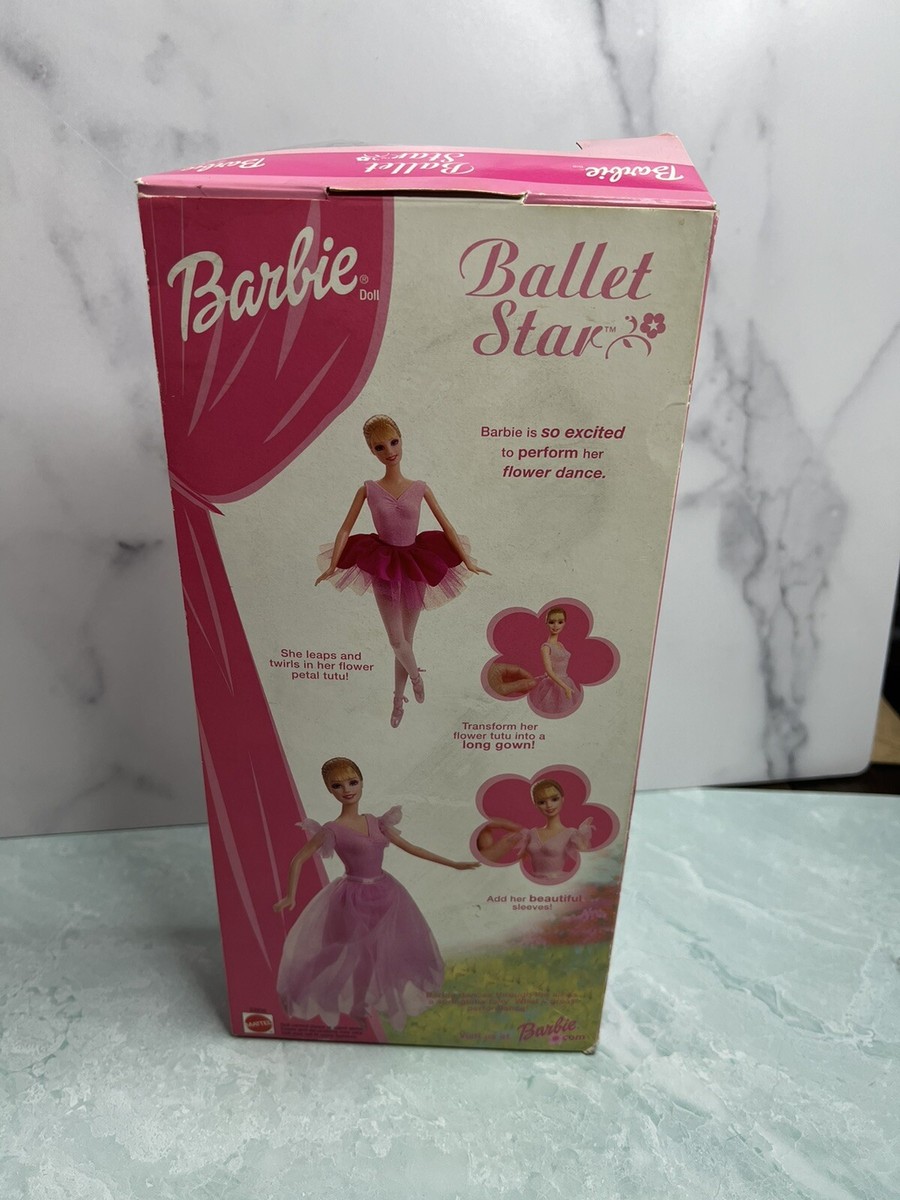 Barbie
Ballet Star
Barbie
Barbie® Doll
Ballet
Star™
Barbie is so excited
to perform her
flower dance.
She leaps and
twirls in her flower
petal tutu!
Transform her
flower tutu into a
long gown!
Add her beautiful
sleeves!
MATTEL
Barbie
.com